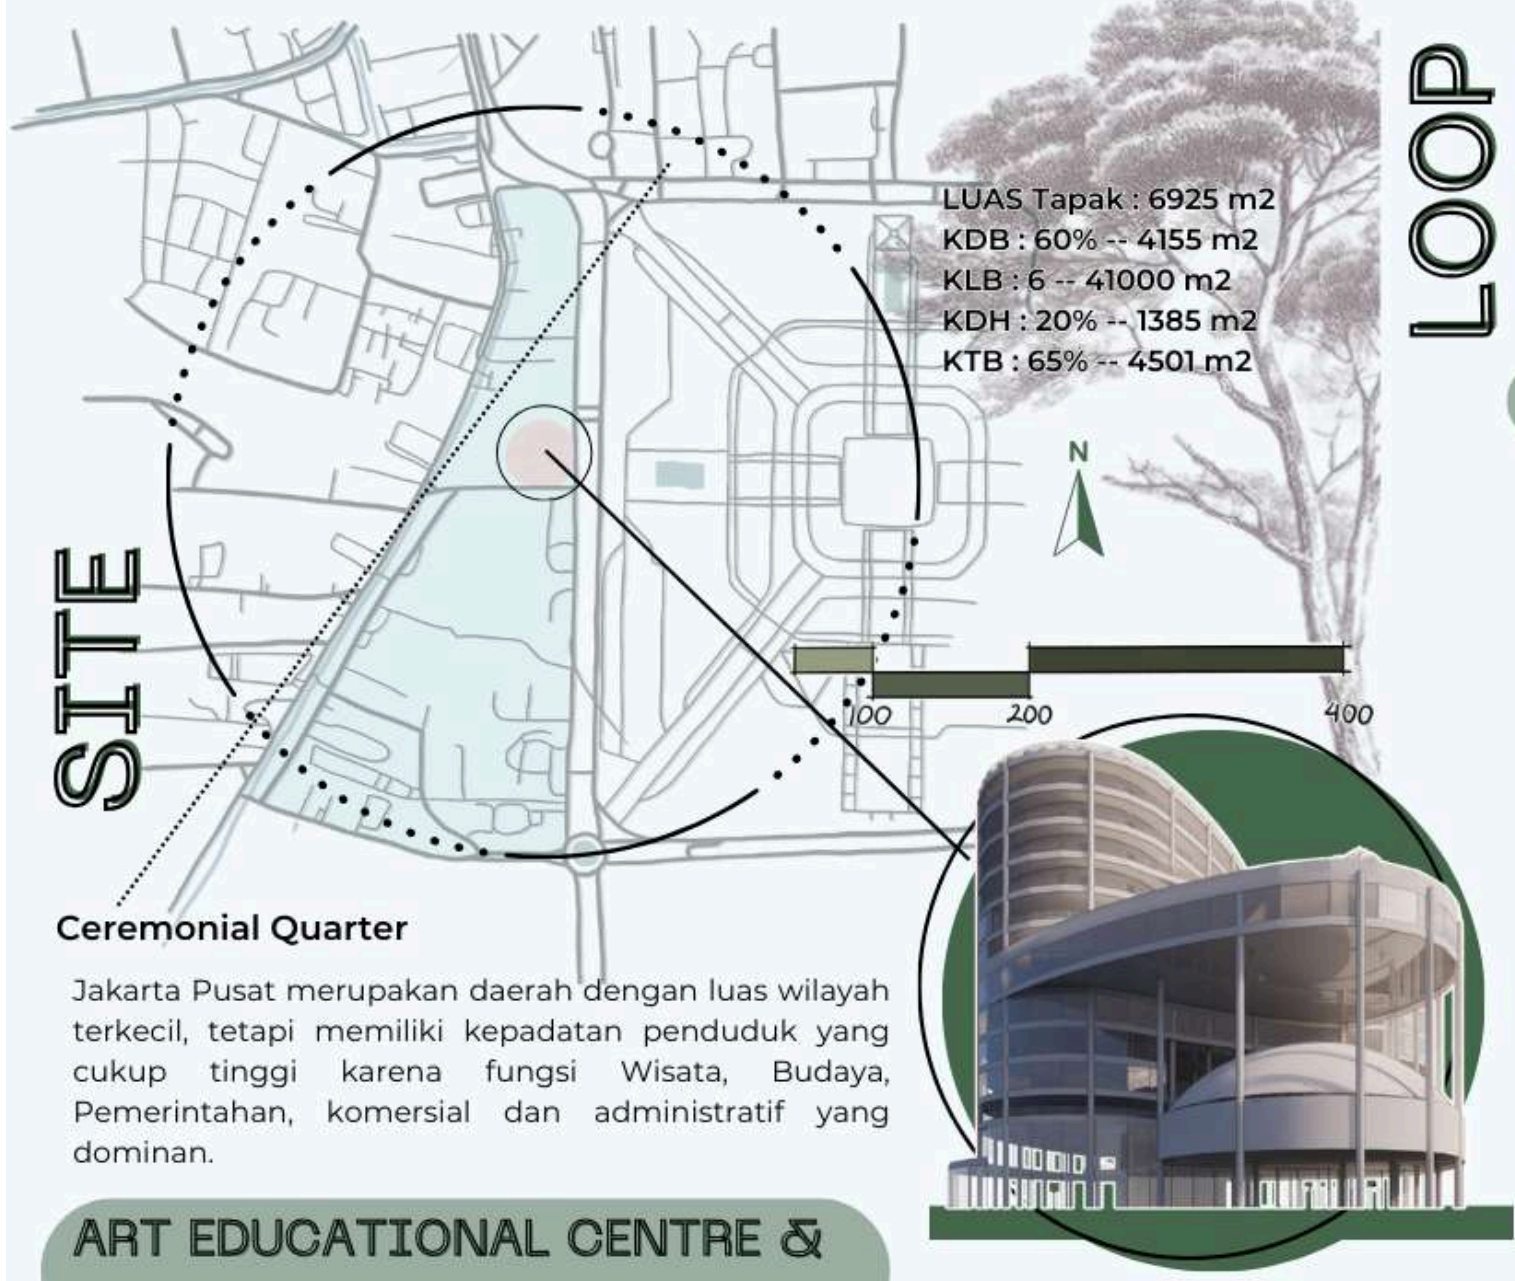 LOOP
LUAS Tapak : 6925 m2
KDB : 60% -- 4155 m2
KLB : 6 -- 41000 m2
KDH : 20% -- 1385 m2
KTB : 65% -- 4501 m2
N
SITE
100 200 400
Ceremonial Quarter
Jakarta Pusat merupakan daerah dengan luas wilayah
terkecil, tetapi memiliki kepadatan penduduk yang
cukup tinggi karena fungsi Wisata, Budaya,
Pemerintahan, komersial dan administratif yang
dominan.
ART EDUCATIONAL CENTRE &